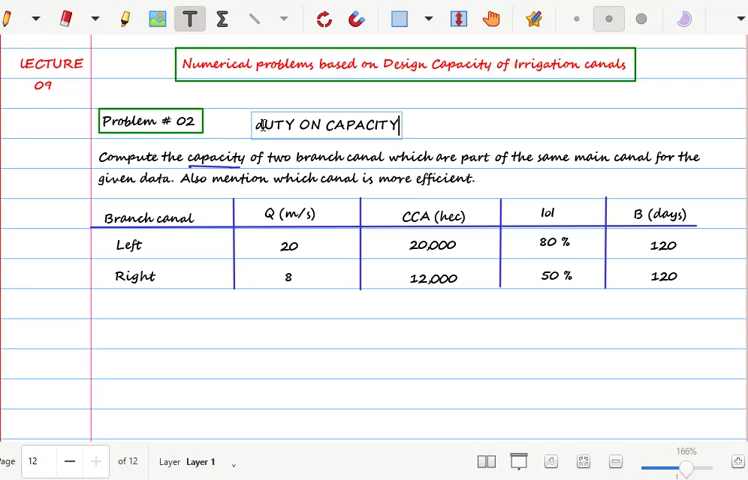 LECTURE
09
Numerical problems based on Design Capacity of Irrigation canals
Problem # 02
dUTY ON CAPACITY
Compute the capacity of two branch canal which are part of the same main canal for the
given data. Also mention which canal is more efficient.
Branch canal Q (m/s) CCA (hec) IoI B (days)
Left 20 20,000 80 % 120
Right 8 12,000 50 % 120
Page 12 of 12 Layer Layer 1
166%